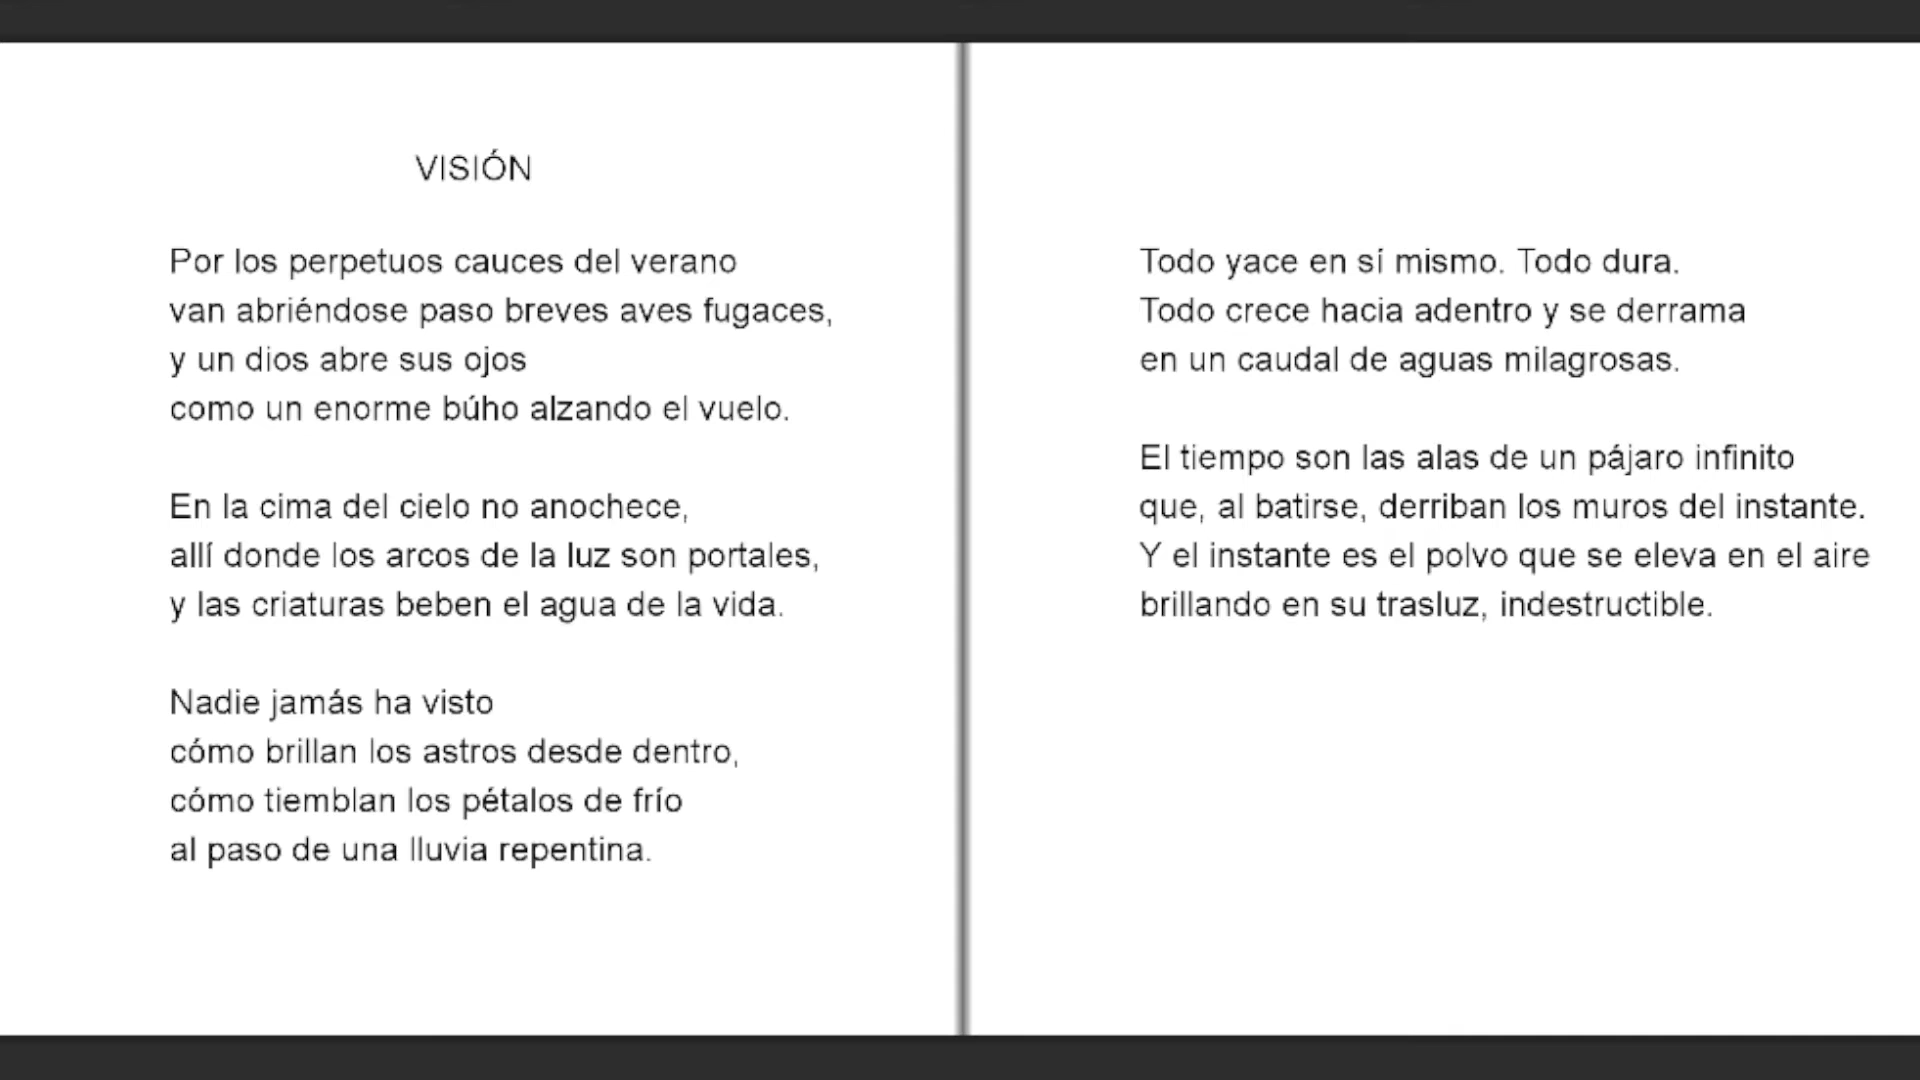 VISIÓN
Por los perpetuos cauces del verano
van abriéndose paso breves aves fugaces,
y un dios abre sus ojos
como un enorme búho alzando el vuelo.
En la cima del cielo no anochece,
allí donde los arcos de la luz son portales,
y las criaturas beben el agua de la vida.
Nadie jamás ha visto
cómo brillan los astros desde dentro,
cómo tiemblan los pétalos de frío
al paso de una lluvia repentina.
Todo yace en sí mismo. Todo dura.
Todo crece hacia adentro y se derrama
en un caudal de aguas milagrosas.
El tiempo son las alas de un pájaro infinito
que, al batirse, derriban los muros del instante.
Y el instante es el polvo que se eleva en el aire
brillando en su trasluz, indestructible.